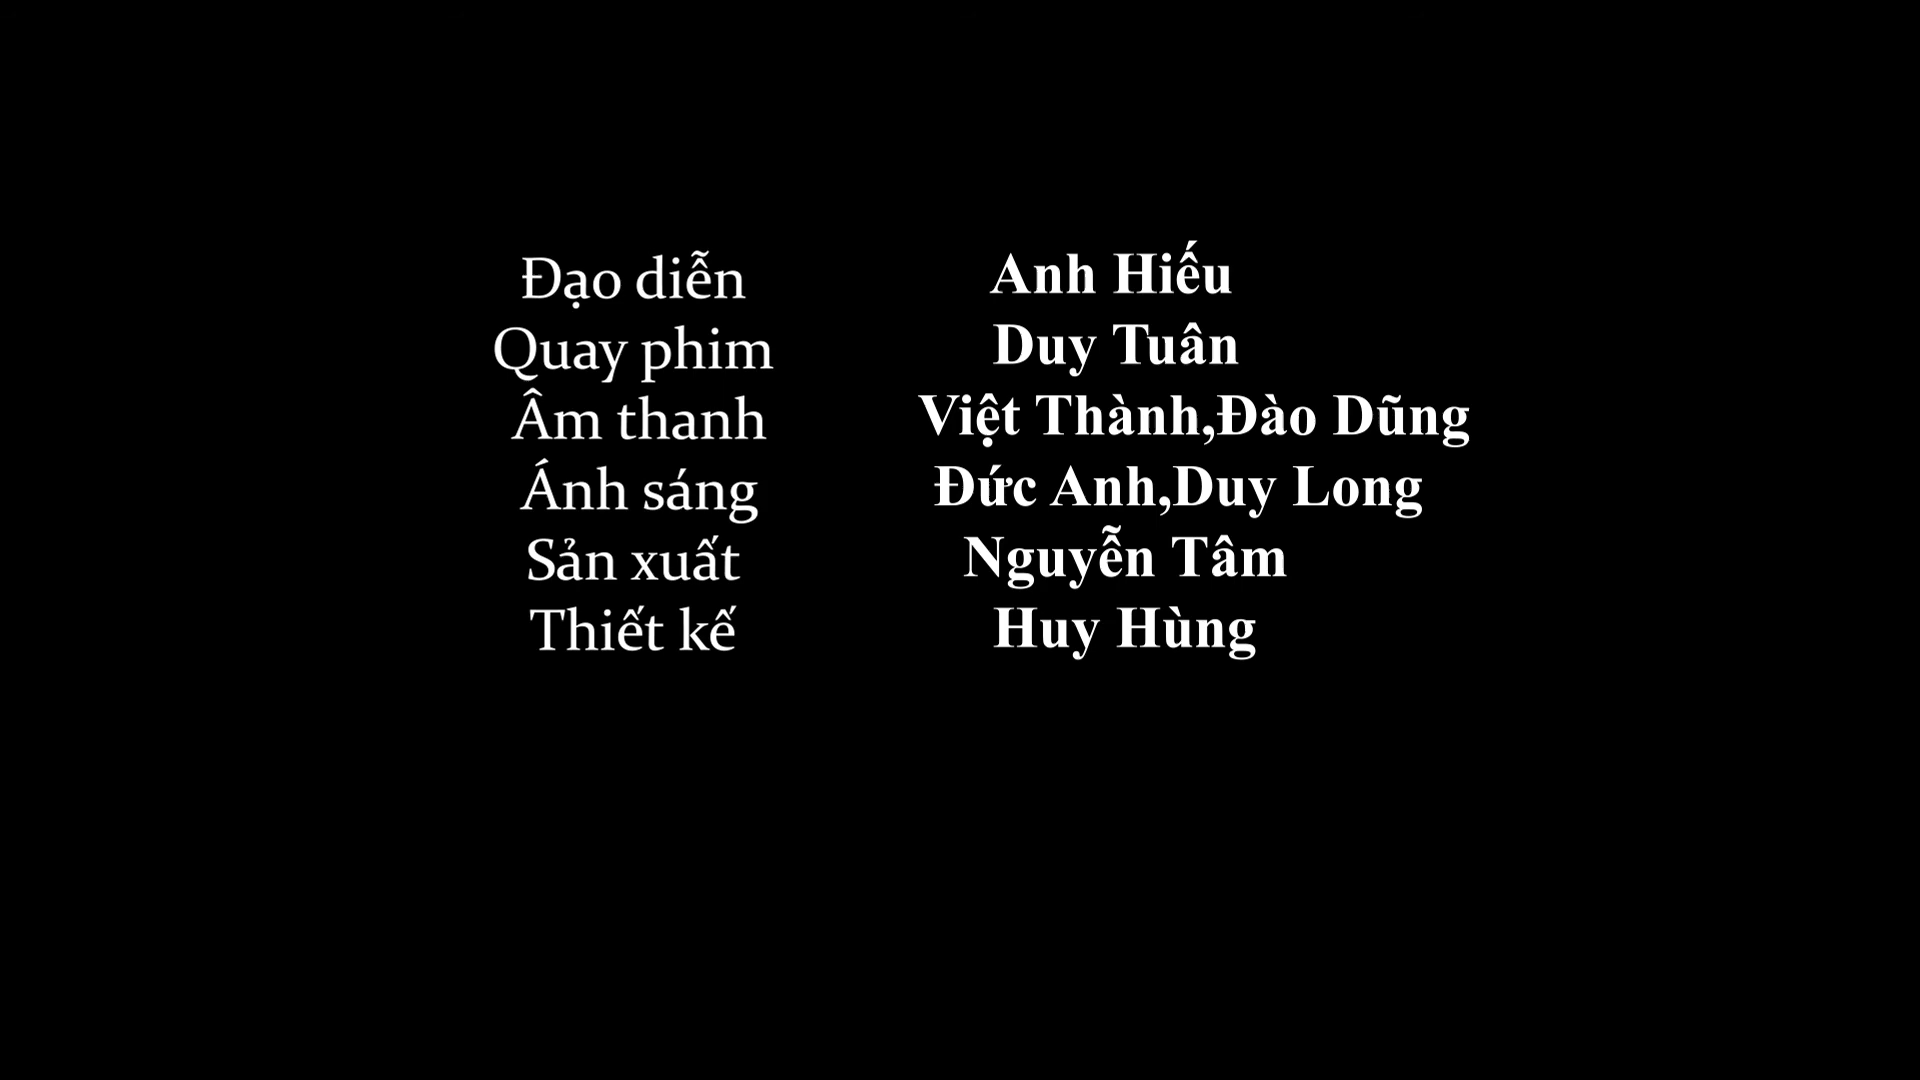 Đạo diễn Anh Hiếu
Quay phim Duy Tuân
Âm thanh Việt Thành,Đào Dũng
Ánh sáng Đức Anh,Duy Long
Sản xuất Nguyễn Tâm
Thiết kế Huy Hùng